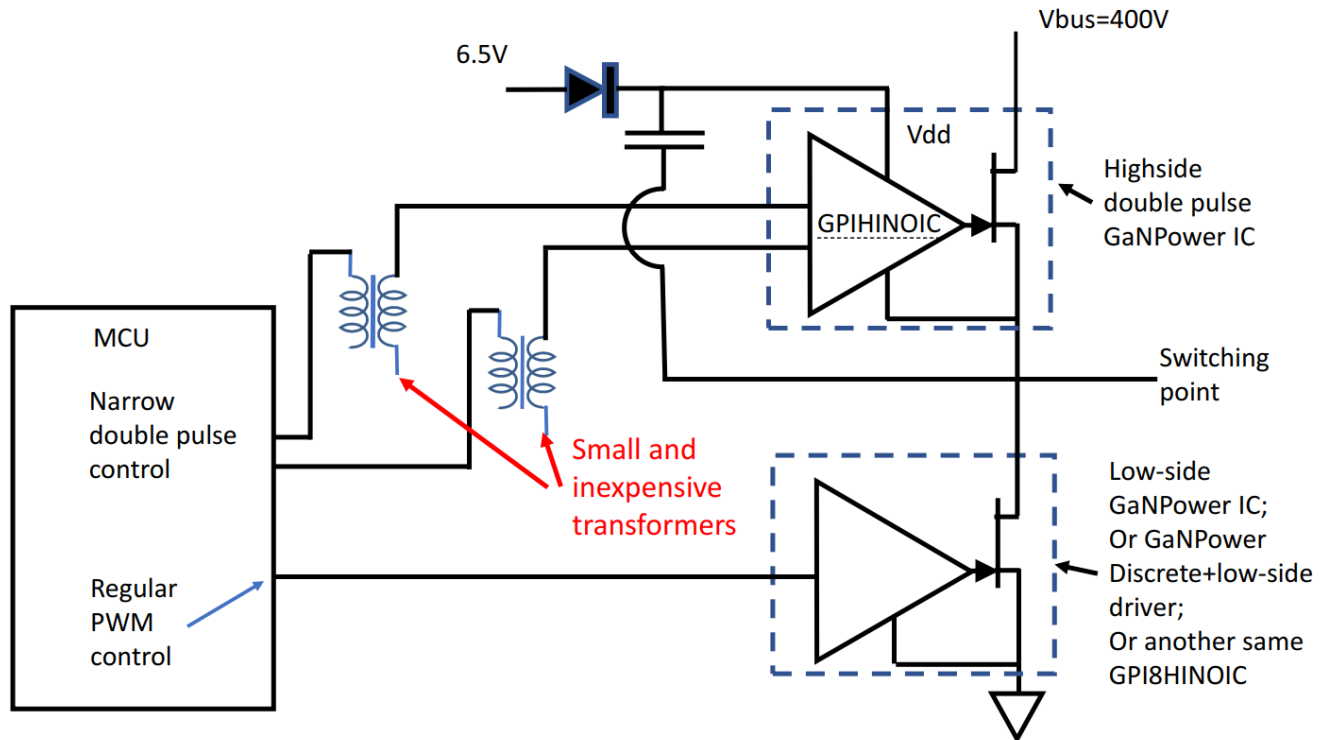 Vbus=400V
6.5V
Vdd
GPIHINOIC
Highside
double pulse
GaNPower IC
MCU
Narrow
double pulse
control
Switching
point
Small and
inexpensive
transformers
Low-side
GaNPower IC;
Or GaNPower
Discrete+low-side
driver;
Or another same
GPI8HINOIC
Regular
PWM
control